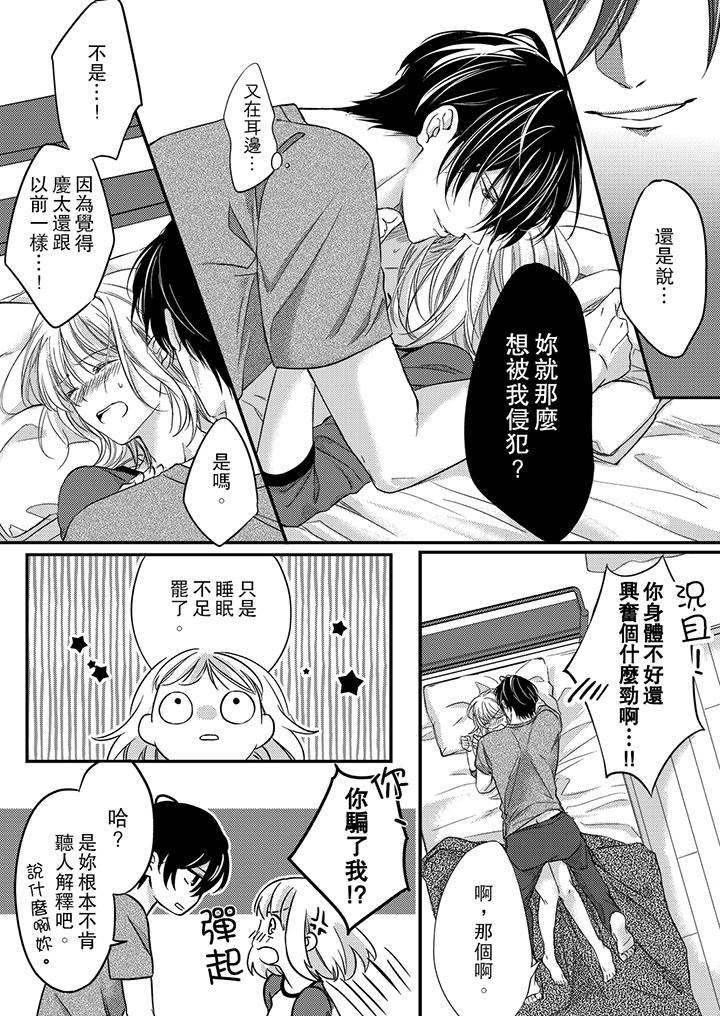 還是說…
妳就那麼
想被我侵犯？
又在耳邊…
不是…！
因為覺得
慶太還跟
以前一樣…！
是嗎。
況且！
你身體不好還
興奮個什麼勁啊…!!
啊，那個啊。
只是
睡眠
不足
罷了。
你
你騙了我!?
彈起
哈？
是妳根本不肯
聽人解釋吧。
說什麼啊妳。